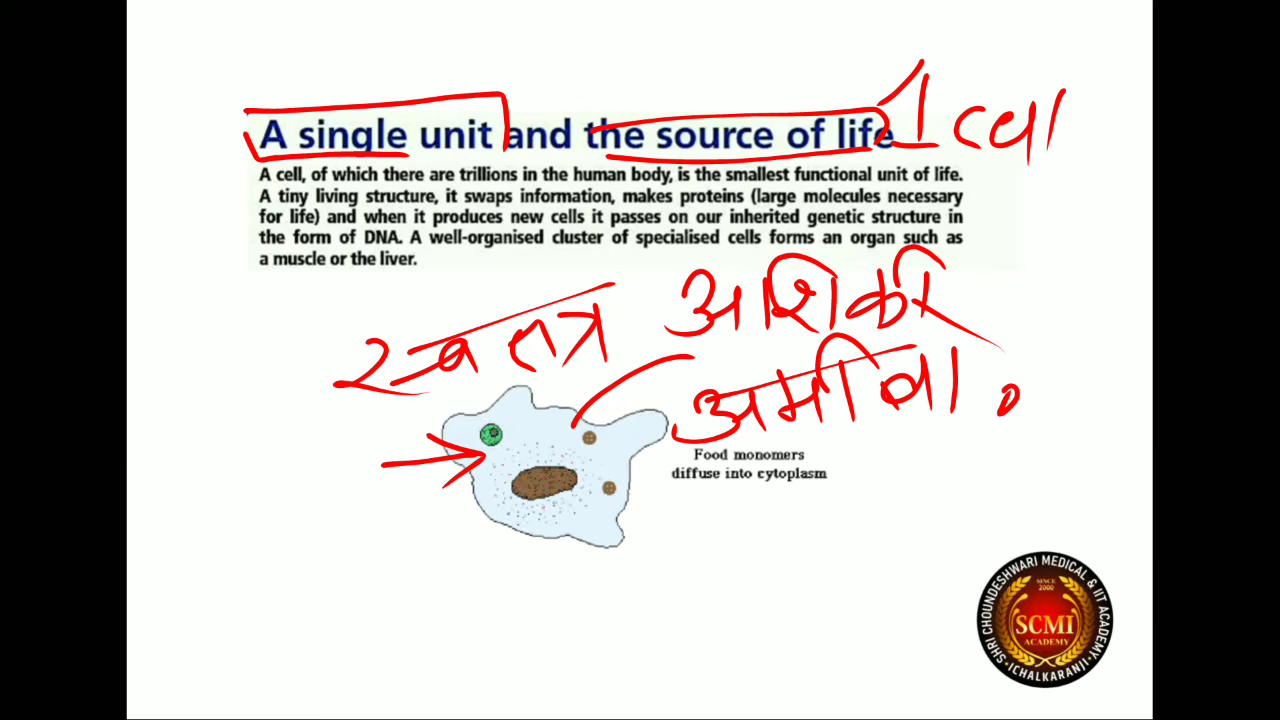 A single unit and the source of life
1 cell
A cell, of which there are trillions in the human body, is the smallest functional unit of life.
A tiny living structure, it swaps information, makes proteins (large molecules necessary
for life) and when it produces new cells it passes on our inherited genetic structure in
the form of DNA. A well-organised cluster of specialised cells forms an organ such as
a muscle or the liver.
स्वतत्र
अमीबा.
Food monomers
diffuse into cytoplasm
SHRI CHOUNDESHWARI MEDICAL & IIT ACADEMY
SINCE
2000
SCMI
ACADEMY
ICHALKARANJI